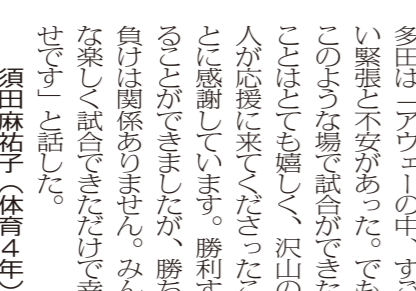 多田は「アウェーの中、すご
い緊張と不安があった。でも
このような場で試合ができた
ことはとても嬉しく、沢山の
人が応援に来てくださったこ
とに感謝しています。勝利す
ることができましたが、勝ち
負けは関係ありません。みん
な楽しく試合できただけで幸
せです」と話した。
須田麻祐子（体育４年）